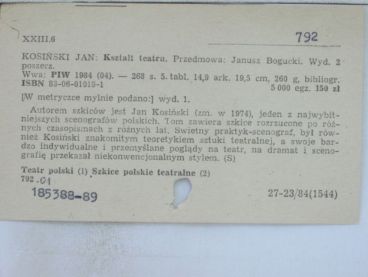 XXIII.6
792
KOSIŃSKI JAN: Kształt teatru. Przedmowa: Janusz Bogucki. Wyd. 2
poszerz.
Wwa: PIW 1984 (04). — 268 s. 5. tabl. 14,9 ark. 19,5 cm, 260 g, bibliogr.
ISBN 83-06-01019-1 5 000 egz. 150 zł
[W metryczce mylnie podano:] wyd. 1.
Autorem szkiców jest Jan Kosiński (zm. w 1974), jeden z najwybit-
niejszych scenografów polskich. Tom zawiera szkice rozrzucone po róż-
nych czasopismach z różnych lat. Świetny praktyk-scenograf, był rów-
nież Kosiński znakomitym teoretykiem sztuki teatralnej, a swoje bar-
dzo indywidualne i przemyślane poglądy na teatr, na dramat i sceno-
grafię przekazał niekonwencjonalnym stylem. (S)
Teatr polski (1) Szkice polskie teatralne (2)
792.01
185388-89
27-23/84(1544)